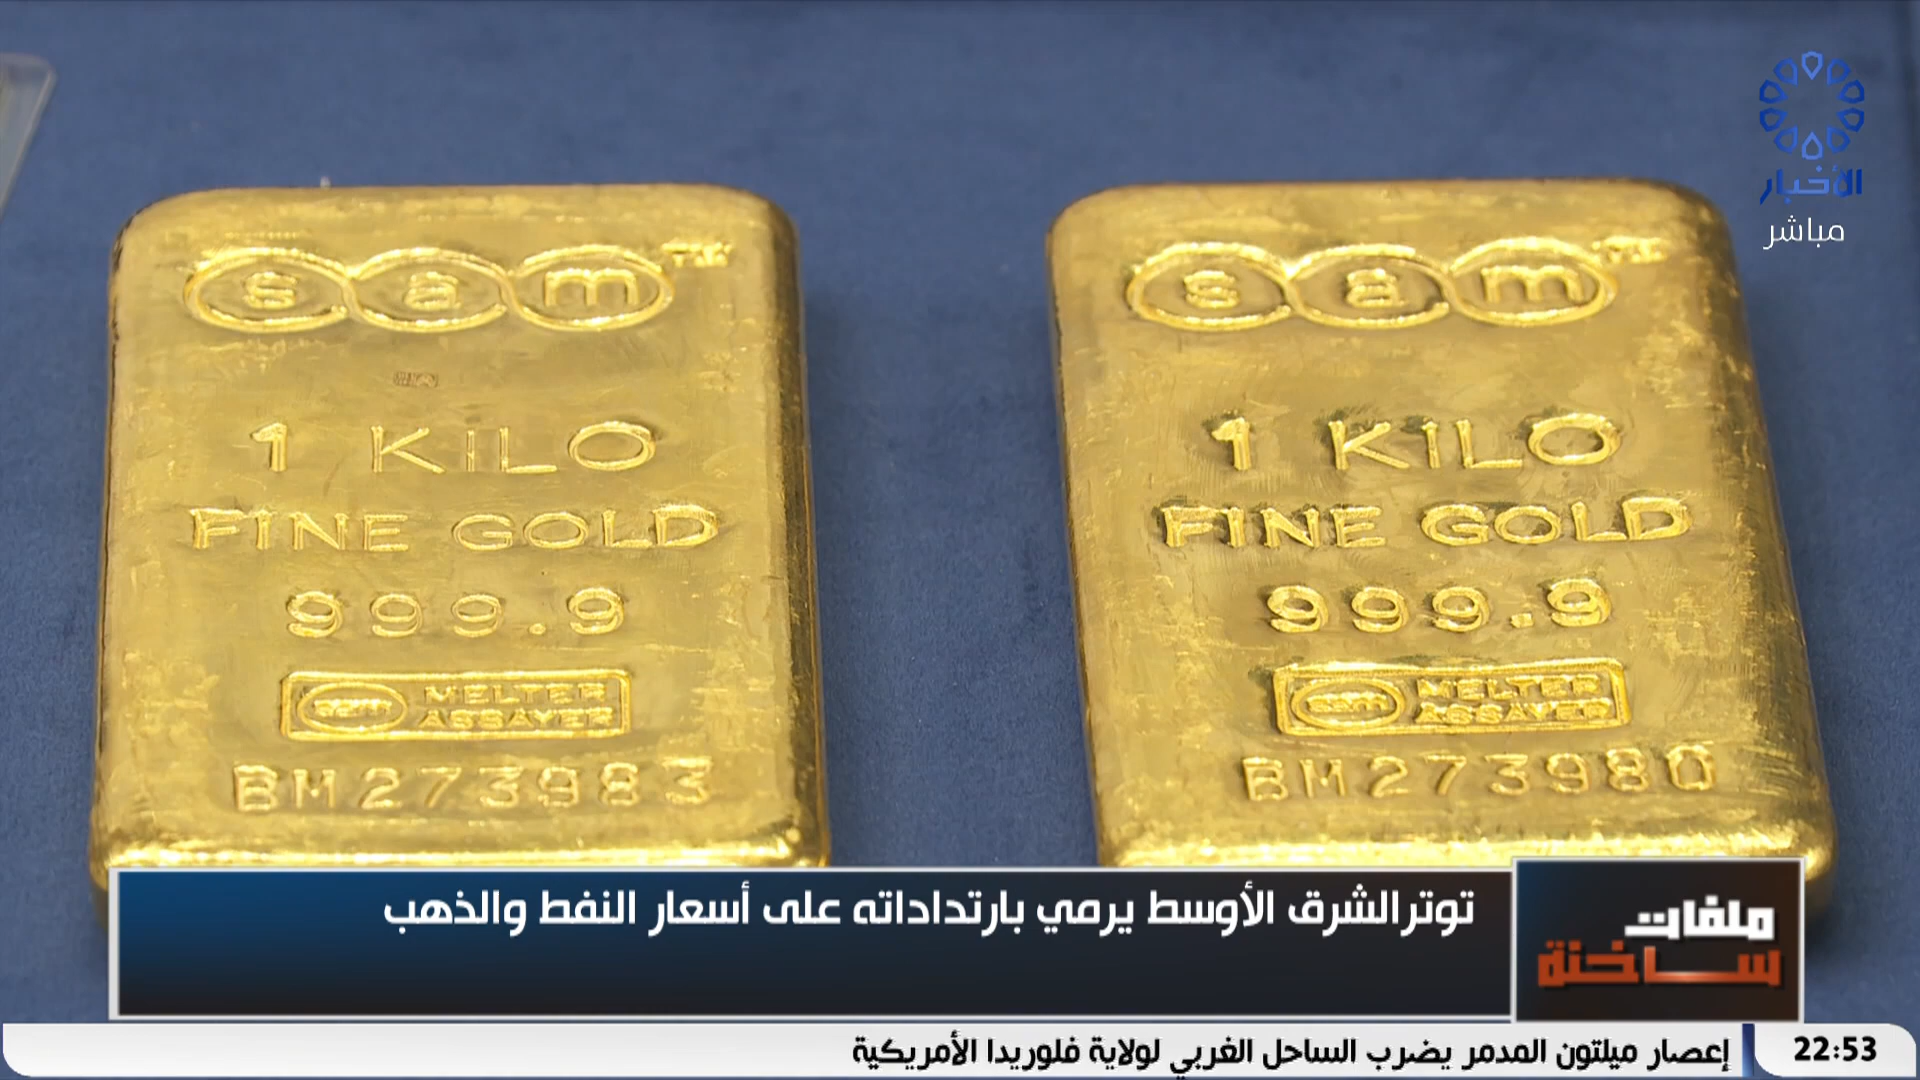 الأخبار
مباشر
sam™
1 KILO
FINE GOLD
999.9
sam MELTER
ASSAYER
BM273983
sam™
1 KILO
FINE GOLD
999.9
sam MELTER
ASSAYER
BM273980
توترالشرق الأوسط يرمي بارتداداته على أسعار النفط والذهب
ملفات
ساخنة
22:53
إعصار ميلتون المدمر يضرب الساحل الغربي لولاية فلوريدا الأمريكية